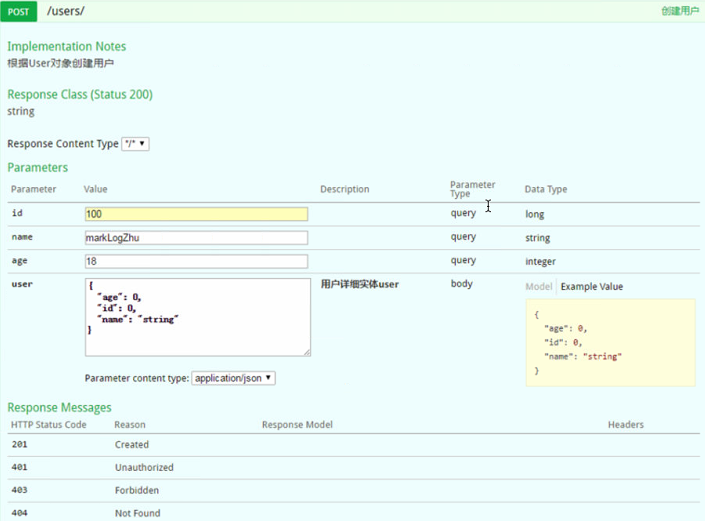 POST /users/ 创建用户
Implementation Notes
根据User对象创建用户
Response Class (Status 200)
string
Response Content Type */*
Parameters
Parameter Value Description Parameter Type Data Type
id 100 query long
name markLogZhu query string
age 18 query integer
user 用户详细实体user body Model Example Value
{
"age": 0,
"id": 0,
"name": "string"
}
{
"age": 0,
"id": 0,
"name": "string"
}
Parameter content type: application/json
Response Messages
HTTP Status Code Reason Response Model Headers
201 Created
401 Unauthorized
403 Forbidden
404 Not Found